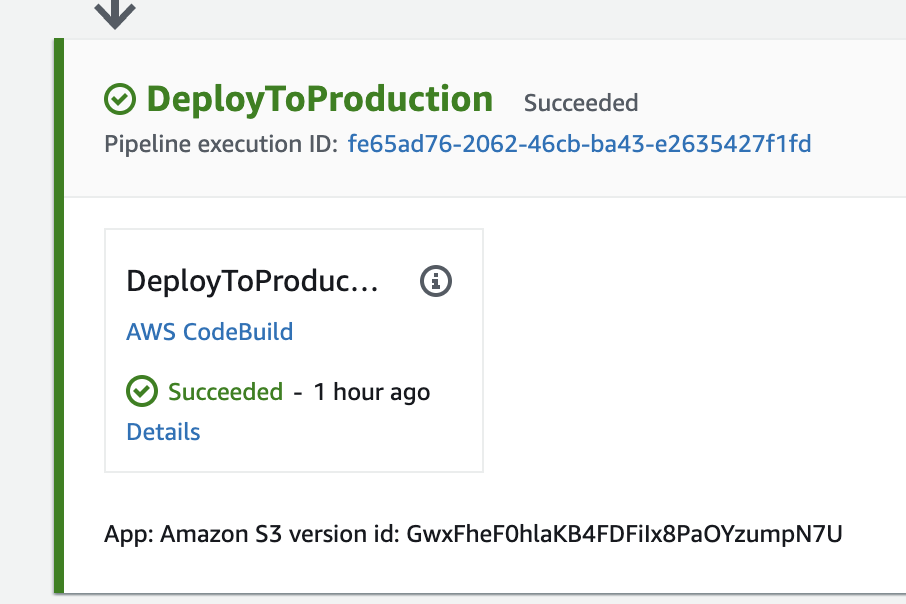 DeployToProduction Succeeded
Pipeline execution ID: fe65ad76-2062-46cb-ba43-e2635427f1fd
DeployToProduc...
AWS CodeBuild
Succeeded - 1 hour ago
Details
App: Amazon S3 version id: GwxFheF0hlaKB4FDFiIx8PaOYzumpN7U